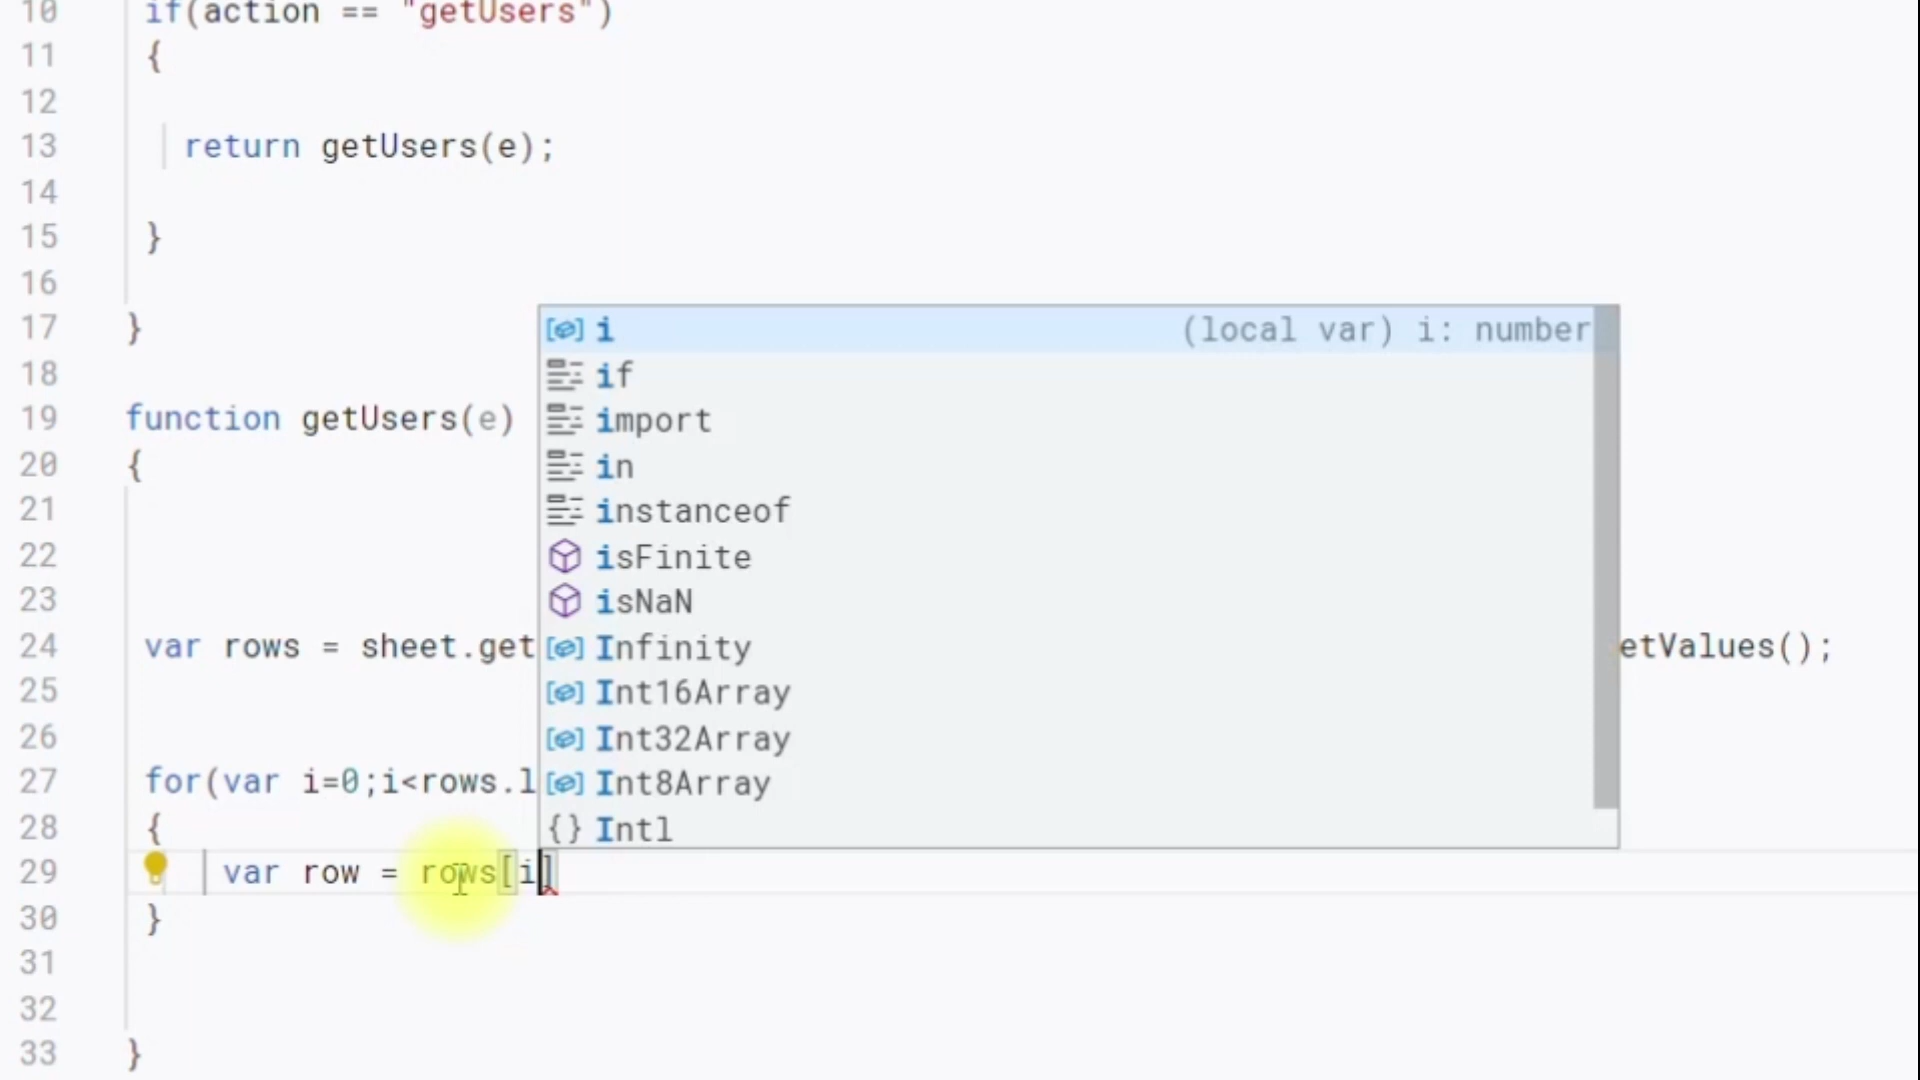 10 if(action == "getUsers")
11 {
12
13 return getUsers(e);
14
15 }
16
17 }
18
19 function getUsers(e)
20 {
21
22
23
24 var rows = sheet.get etValues();
25
26
27 for(var i=0;i<rows.l
28 {
29 var row = rows[i]
30 }
31
32
33 }
i (local var) i: number
if
import
in
instanceof
isFinite
isNaN
Infinity
Int16Array
Int32Array
Int8Array
{} Intl